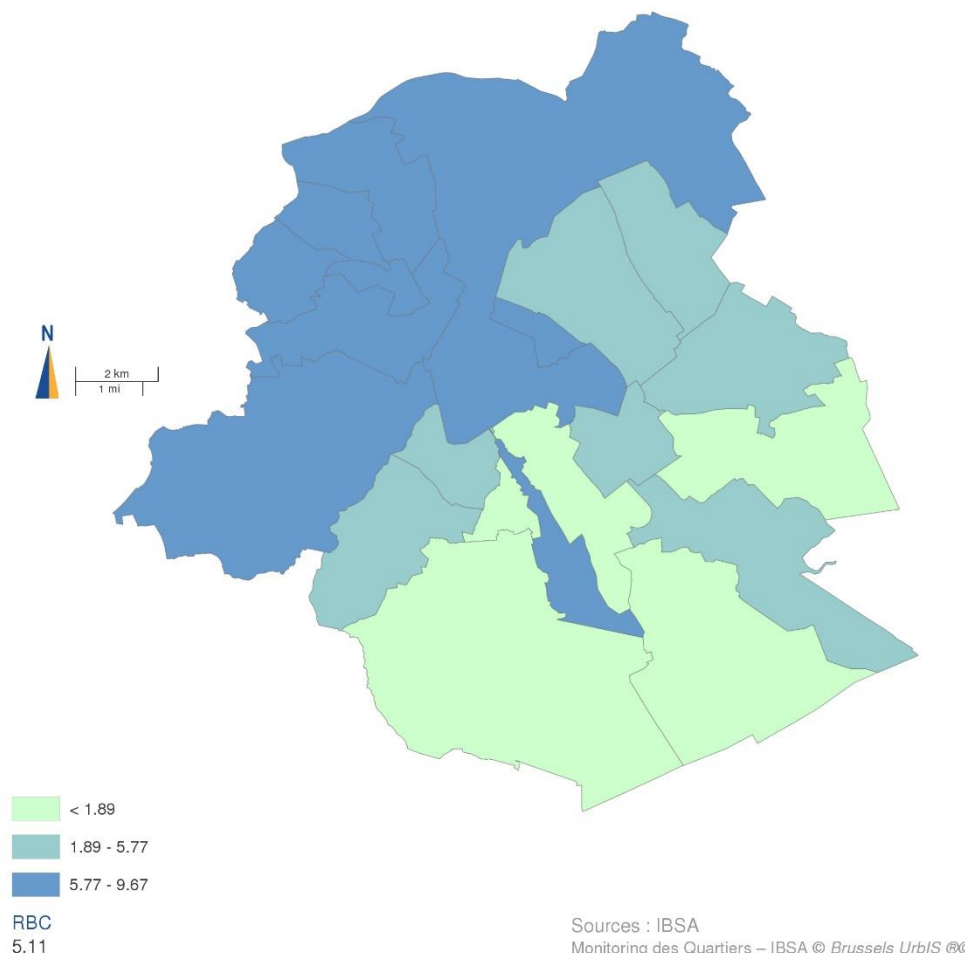 N
2 km
1 mi
< 1.89
1.89 - 5.77
5.77 - 9.67
RBC
5.11
Sources : IBSA
Monitoring des Quartiers – IBSA © Brussels UrbIS ®©